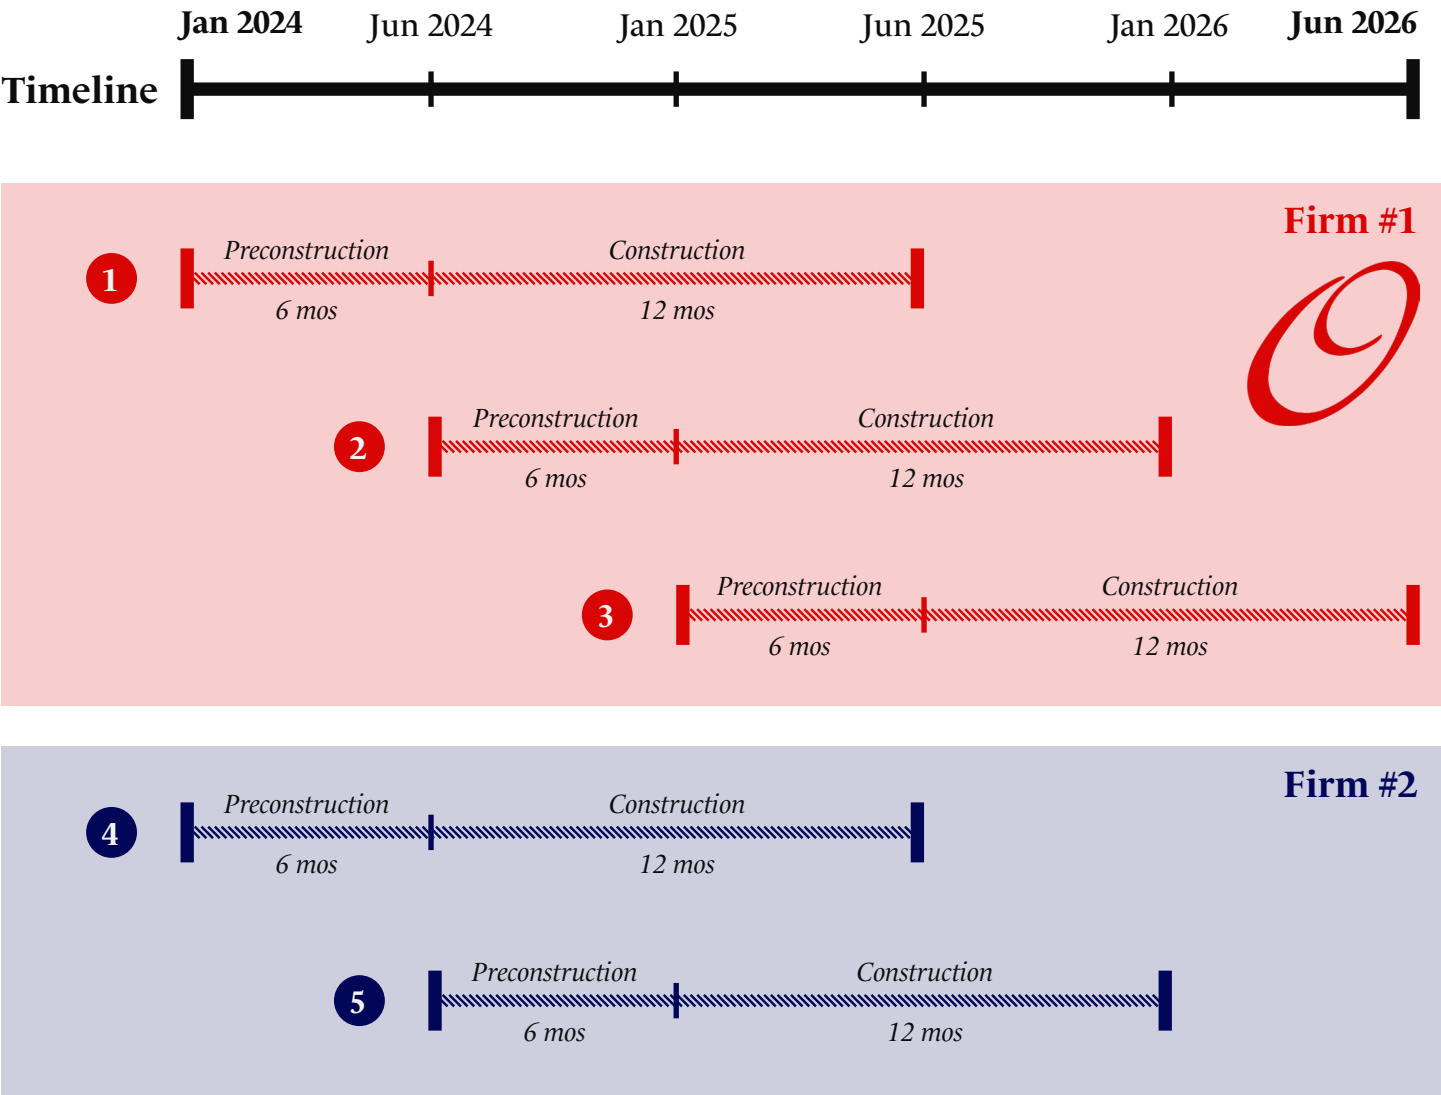 Jan 2024 Jun 2024 Jan 2025 Jun 2025 Jan 2026 Jun 2026
Timeline
Firm #1
Preconstruction Construction
1
6 mos 12 mos
Preconstruction Construction
2
6 mos 12 mos
Preconstruction Construction
3
6 mos 12 mos
Firm #2
Preconstruction Construction
4
6 mos 12 mos
Preconstruction Construction
5
6 mos 12 mos